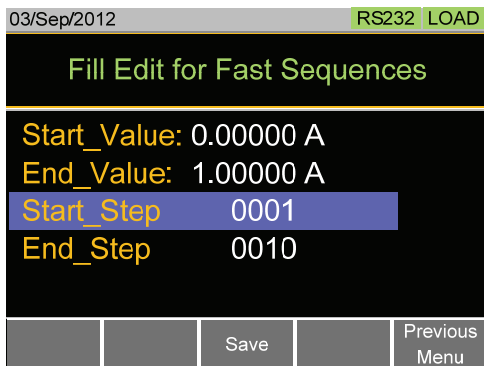 03/Sep/2012 RS232 LOAD
Fill Edit for Fast Sequences
Start_Value: 0.00000 A
End_Value: 1.00000 A
Start_Step 0001
End_Step 0010
Save
Previous
Menu